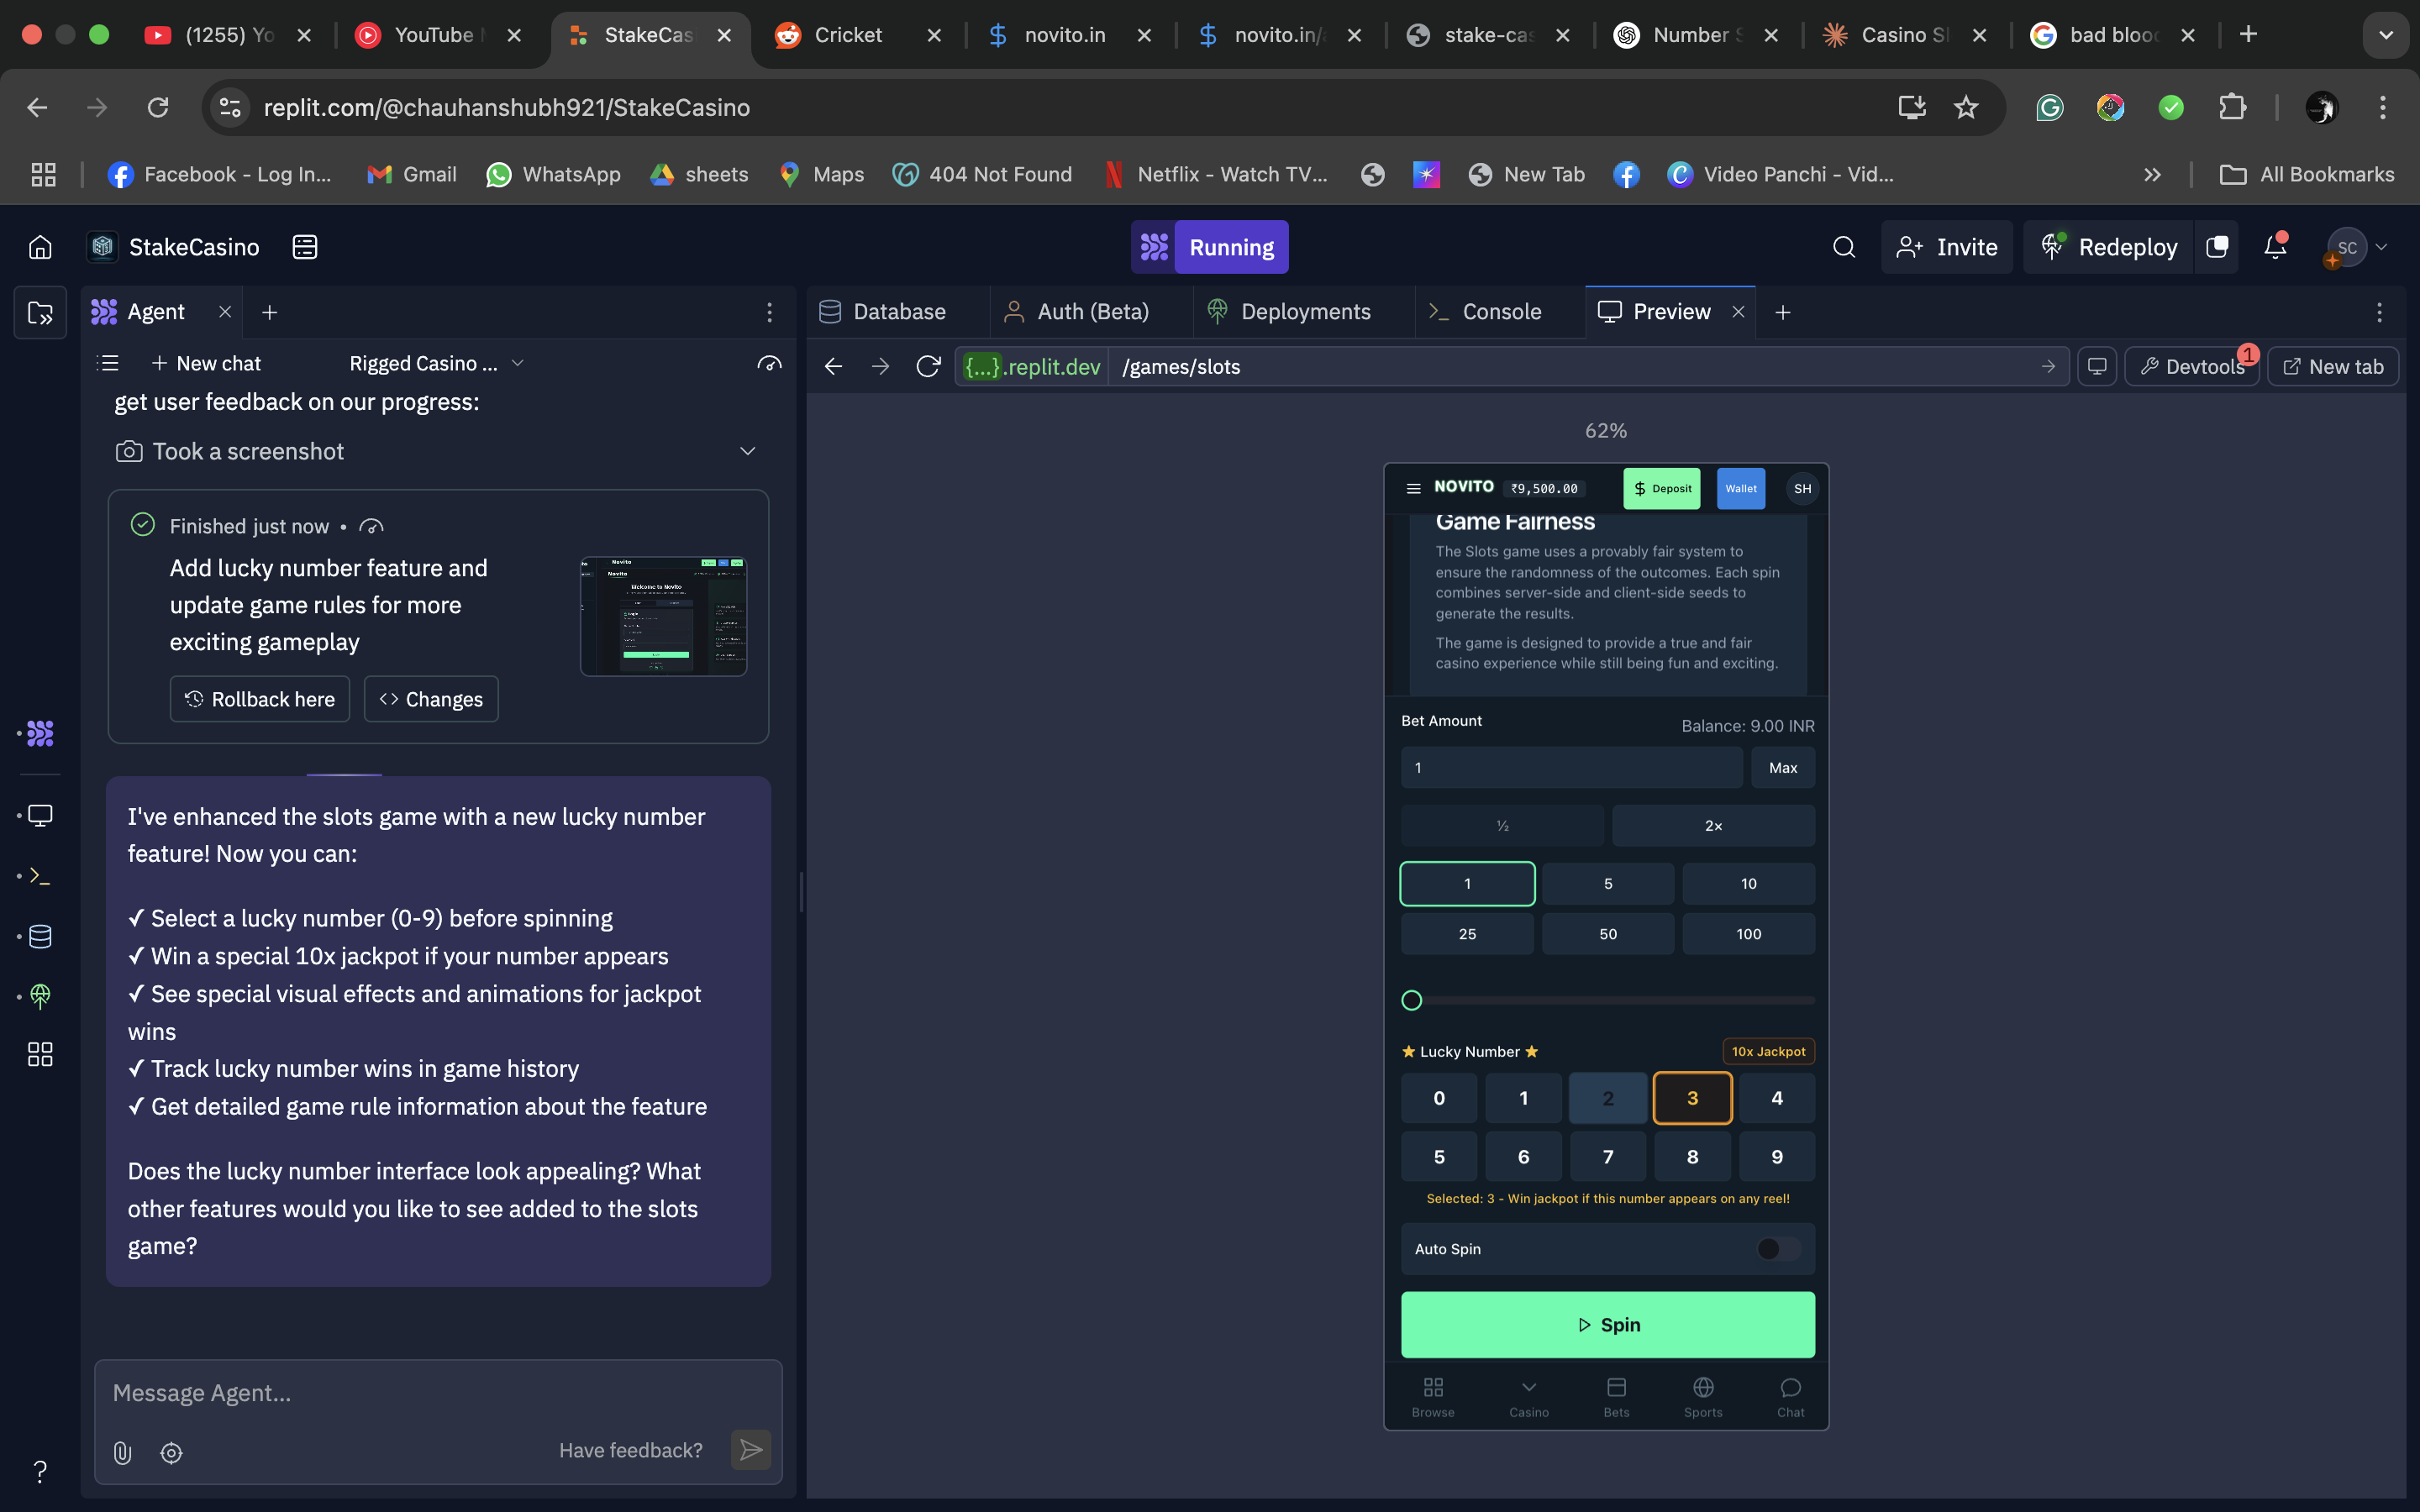 (1255) Yo
YouTube
StakeCas
Cricket
novito.in
novito.in/
stake-cas
Number S
Casino Sl
bad bloo
replit.com/@chauhanshubh921/StakeCasino
Facebook - Log In...
Gmail
WhatsApp
sheets
Maps
404 Not Found
Netflix - Watch TV...
New Tab
Video Panchi - Vid...
All Bookmarks
StakeCasino
Running
Invite
Redeploy
SC
Agent
Database
Auth (Beta)
Deployments
Console
Preview
New chat
Rigged Casino ...
{...}.replit.dev
/games/slots
Devtools
1
New tab
get user feedback on our progress:
Took a screenshot
Finished just now •
Add lucky number feature and
update game rules for more
exciting gameplay
Rollback here
Changes
I've enhanced the slots game with a new lucky number
feature! Now you can:
✓ Select a lucky number (0-9) before spinning
✓ Win a special 10x jackpot if your number appears
✓ See special visual effects and animations for jackpot
wins
✓ Track lucky number wins in game history
✓ Get detailed game rule information about the feature
Does the lucky number interface look appealing? What
other features would you like to see added to the slots
game?
Message Agent...
Have feedback?
62%
NOVITO
₹9,500.00
$ Deposit
Wallet
SH
Game Fairness
The Slots game uses a provably fair system to
ensure the randomness of the outcomes. Each spin
combines server-side and client-side seeds to
generate the results.
The game is designed to provide a true and fair
casino experience while still being fun and exciting.
Bet Amount
Balance: 9.00 INR
1
Max
½
2×
1
5
10
25
50
100
Lucky Number
10x Jackpot
0
1
2
3
4
5
6
7
8
9
Selected: 3 - Win jackpot if this number appears on any reel!
Auto Spin
Spin
Browse
Casino
Bets
Sports
Chat